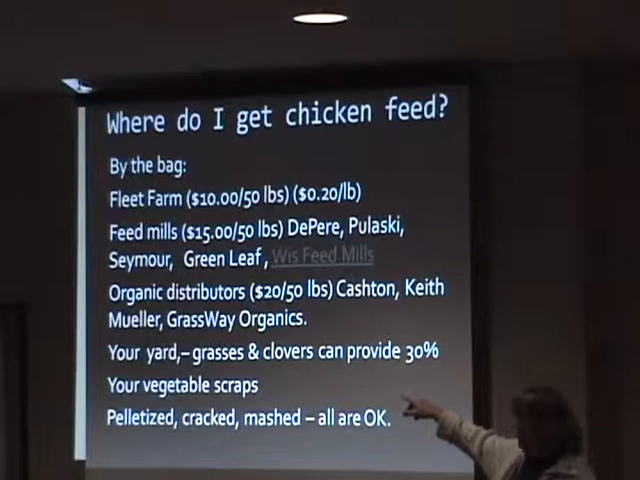 Where do I get chicken feed?
By the bag:
Fleet Farm ($10.00/50 lbs) ($0.20/lb)
Feed mills ($15.00/50 lbs) DePere, Pulaski,
Seymour, Green Leaf , Wis Feed Mills
Organic distributors ($20/50 lbs) Cashton, Keith
Mueller, GrassWay Organics.
Your yard,– grasses & clovers can provide 30%
Your vegetable scraps
Pelletized, cracked, mashed – all are OK.